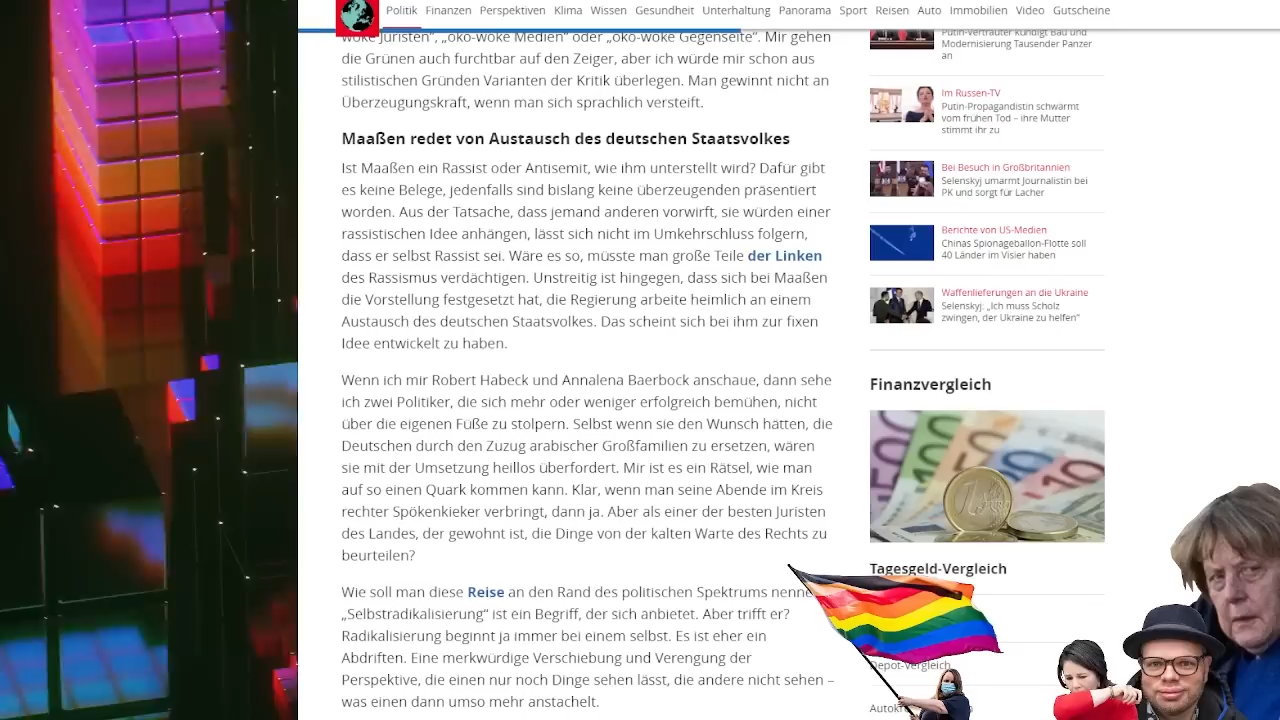 Politik Finanzen Perspektiven Klima Wissen Gesundheit Unterhaltung Panorama Sport Reisen Auto Immobilien Video Gutscheine
woke Juristen“, „öko-woke Medien“ oder „öko-woke Gegenseite“. Mir gehen
die Grünen auch furchtbar auf den Zeiger, aber ich würde mir schon aus
stilistischen Gründen Varianten der Kritik überlegen. Man gewinnt nicht an
Überzeugungskraft, wenn man sich sprachlich versteift.
Maaßen redet von Austausch des deutschen Staatsvolkes
Ist Maaßen ein Rassist oder Antisemit, wie ihm unterstellt wird? Dafür gibt
es keine Belege, jedenfalls sind bislang keine überzeugenden präsentiert
worden. Aus der Tatsache, dass jemand anderen vorwirft, sie würden einer
rassistischen Idee anhängen, lässt sich nicht im Umkehrschluss folgern,
dass er selbst Rassist sei. Wäre es so, müsste man große Teile der Linken
des Rassismus verdächtigen. Unstreitig ist hingegen, dass sich bei Maaßen
die Vorstellung festgesetzt hat, die Regierung arbeite heimlich an einem
Austausch des deutschen Staatsvolkes. Das scheint sich bei ihm zur fixen
Idee entwickelt zu haben.
Wenn ich mir Robert Habeck und Annalena Baerbock anschaue, dann sehe
ich zwei Politiker, die sich mehr oder weniger erfolgreich bemühen, nicht
über die eigenen Füße zu stolpern. Selbst wenn sie den Wunsch hätten, die
Deutschen durch den Zuzug arabischer Großfamilien zu ersetzen, wären
sie mit der Umsetzung heillos überfordert. Mir ist es ein Rätsel, wie man
auf so einen Quark kommen kann. Klar, wenn man seine Abende im Kreis
rechter Spökenkieker verbringt, dann ja. Aber als einer der besten Juristen
des Landes, der gewohnt ist, die Dinge von der kalten Warte des Rechts zu
beurteilen?
Wie soll man diese Reise an den Rand des politischen Spektrums
„Selbstradikalisierung“ ist ein Begriff, der sich anbietet. Aber trifft er?
Radikalisierung beginnt ja immer bei einem selbst. Es ist eher ein
Abdriften. Eine merkwürdige Verschiebung und Verengung der
Perspektive, die einen nur noch Dinge sehen lässt, die andere nicht sehen –
was einen dann umso mehr anstachelt.
Putin-Vertrauter kündigt Bau und
Modernisierung Tausender Panzer
an
Im Russen-TV
Putin-Propagandistin schwärmt
vom frühen Tod – ihre Mutter
stimmt ihr zu
Bei Besuch in Großbritannien
Selenskyj umarmt Journalistin bei
PK und sorgt für Lacher
Berichte von US-Medien
Chinas Spionageballon-Flotte soll
40 Länder im Visier haben
Waffenlieferungen an die Ukraine
Selenskyj: „Ich muss Scholz
zwingen, der Ukraine zu helfen“
Finanzvergleich
Tagesgeld-Vergleich
Depot-Vergleich